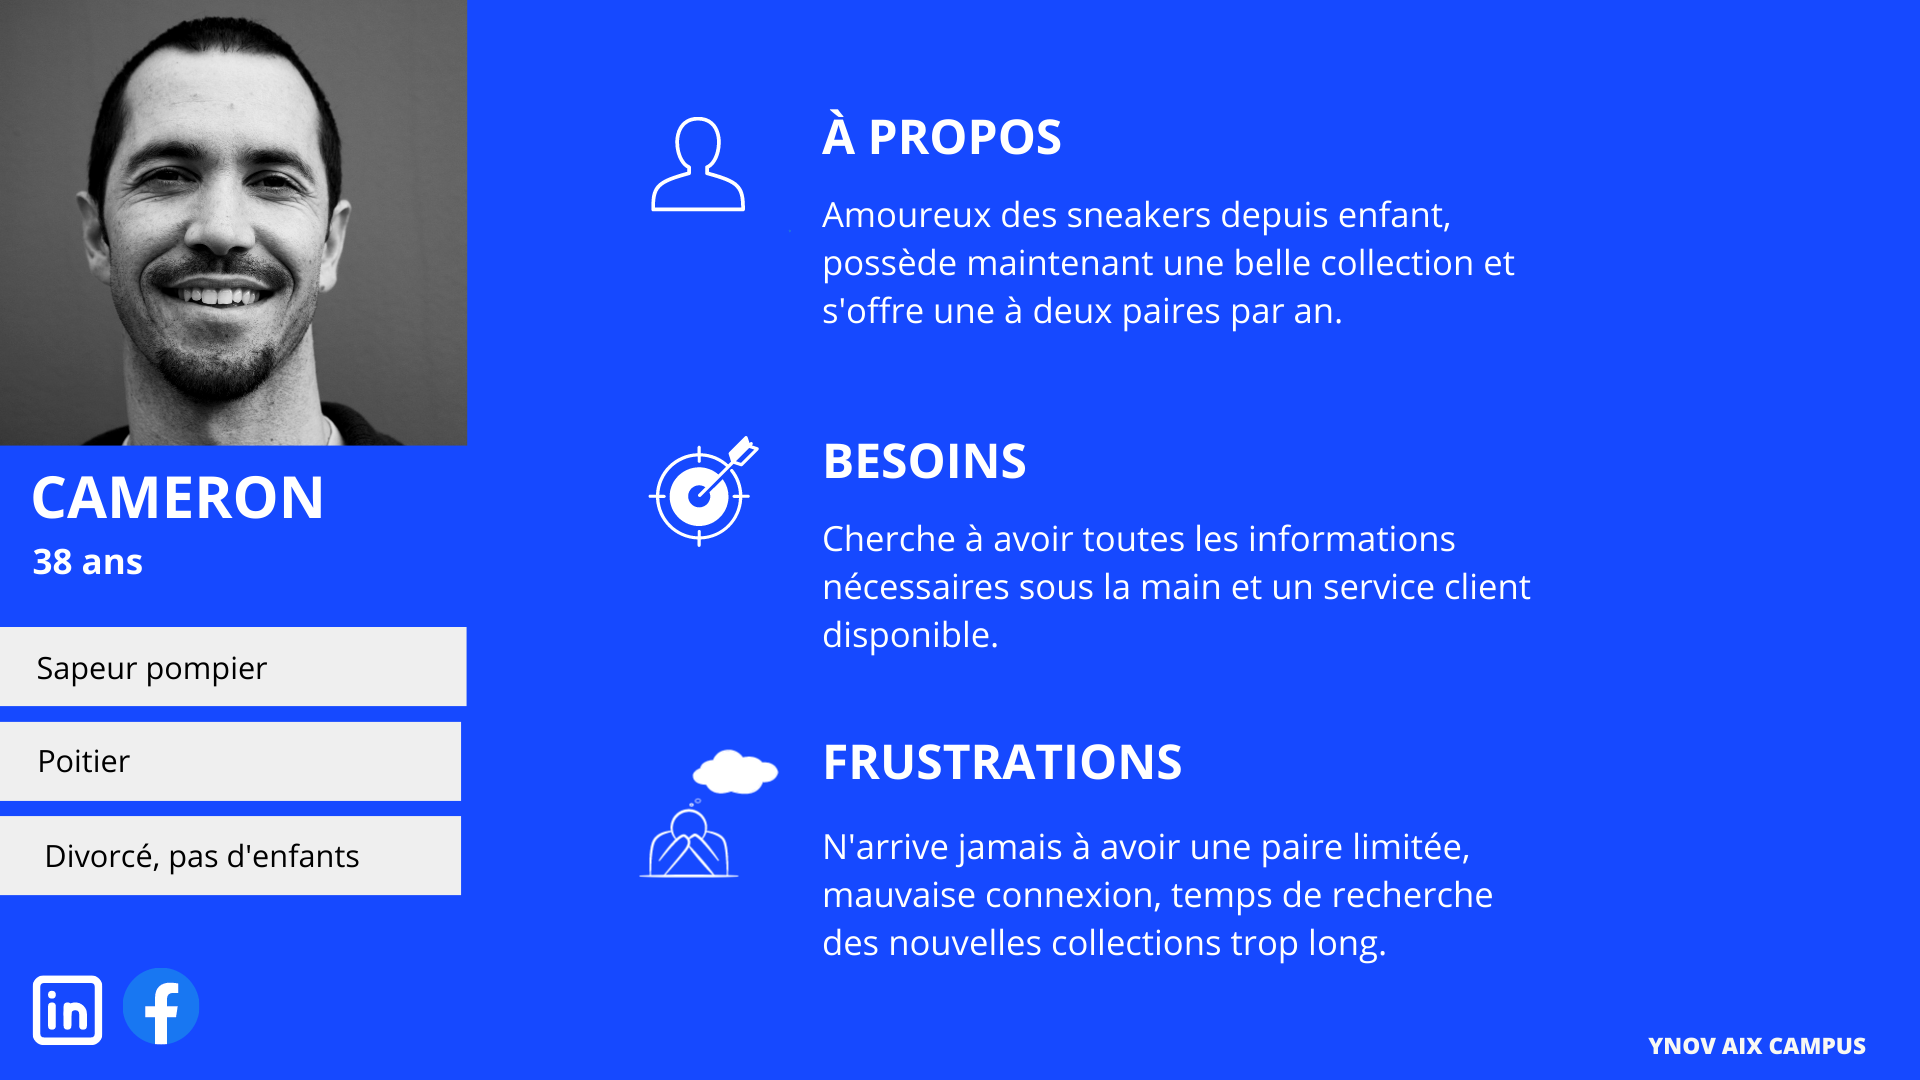 CAMERON
38 ans
Sapeur pompier
Poitier
Divorcé, pas d'enfants
in
À PROPOS
Amoureux des sneakers depuis enfant,
possède maintenant une belle collection et
s'offre une à deux paires par an.
BESOINS
Cherche à avoir toutes les informations
nécessaires sous la main et un service client
disponible.
FRUSTRATIONS
N'arrive jamais à avoir une paire limitée,
mauvaise connexion, temps de recherche
des nouvelles collections trop long.
YNOV AIX CAMPUS